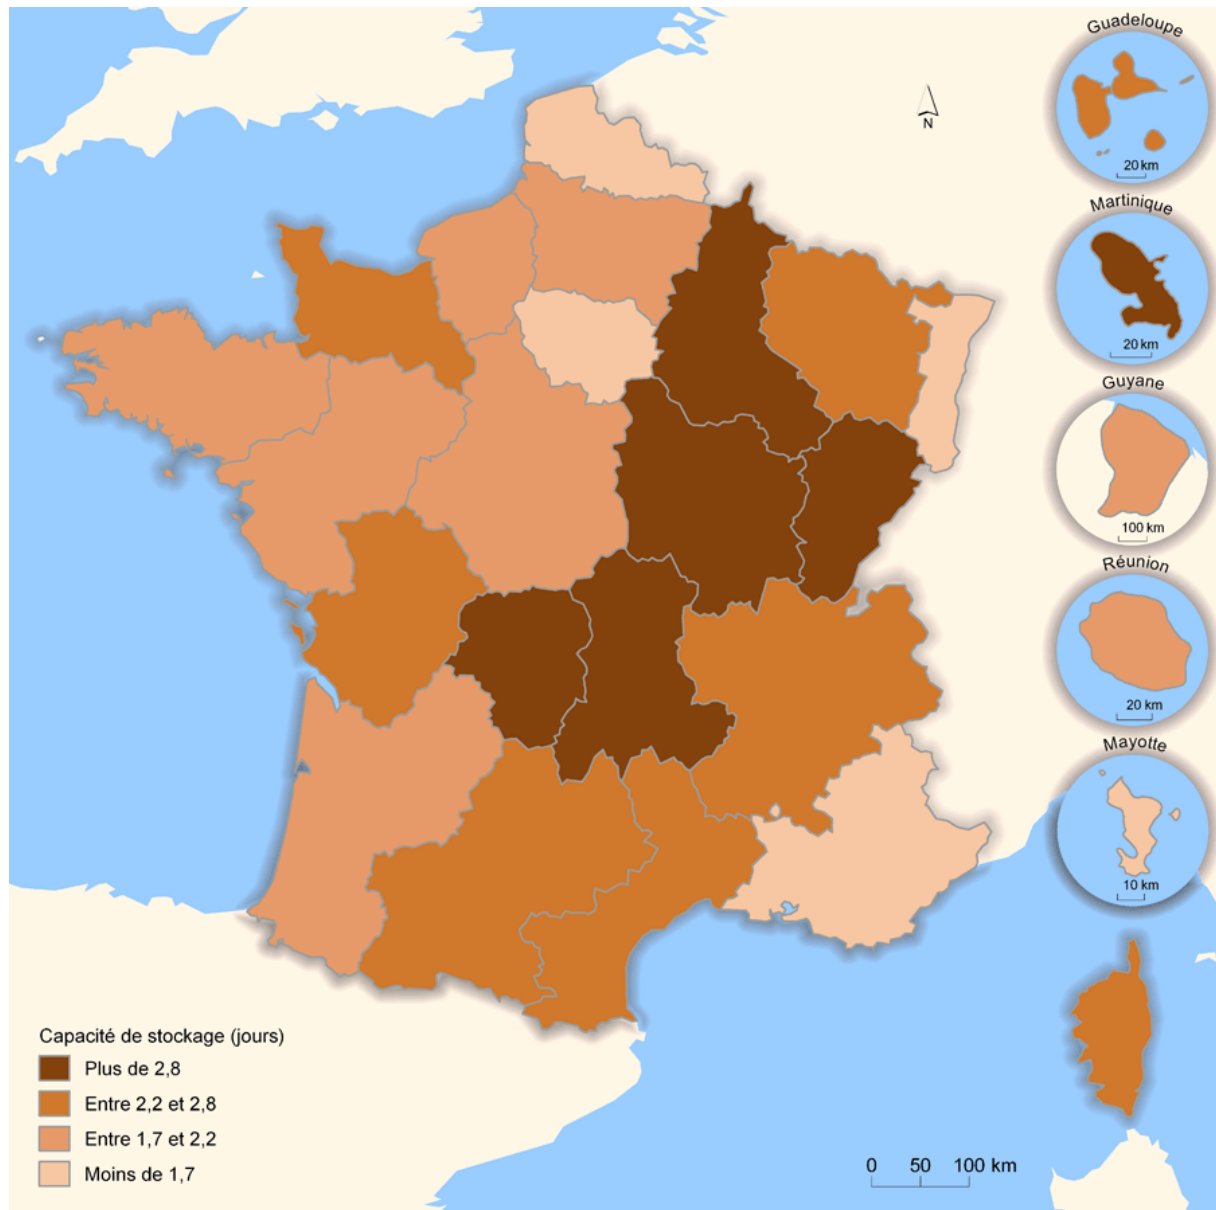 N
Guadeloupe
20 km
Martinique
20 km
Guyane
100 km
Réunion
20 km
Mayotte
10 km
Capacité de stockage (jours)
Plus de 2,8
Entre 2,2 et 2,8
Entre 1,7 et 2,2
Moins de 1,7
0 50 100 km